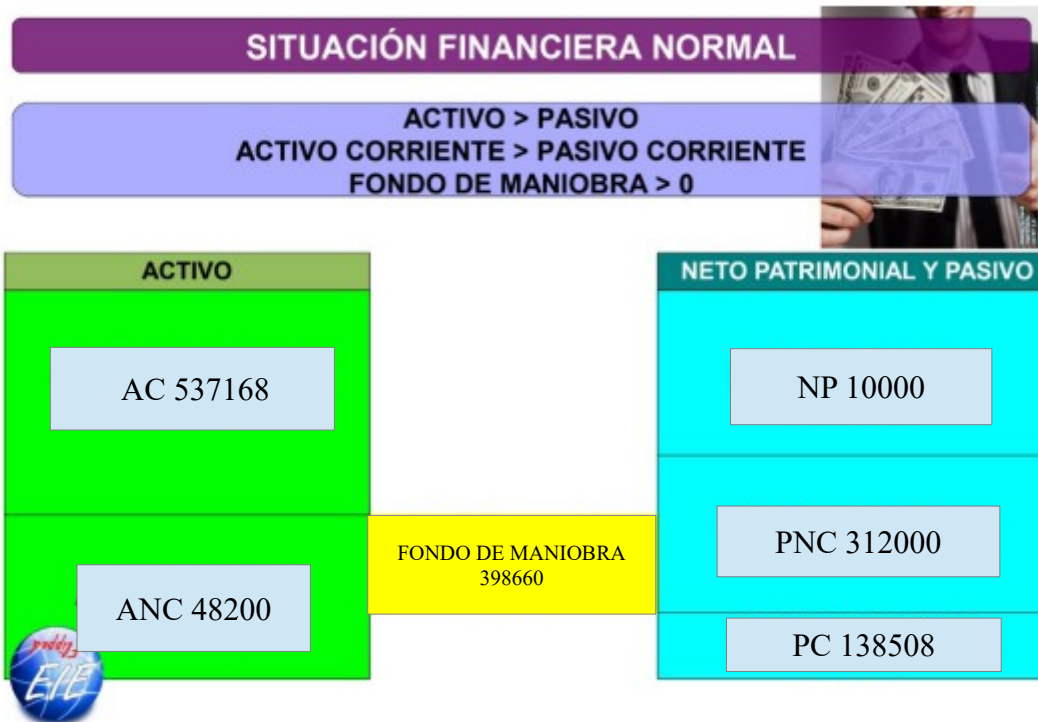 SITUACIÓN FINANCIERA NORMAL
ACTIVO > PASIVO
ACTIVO CORRIENTE > PASIVO CORRIENTE
FONDO DE MANIOBRA > 0
ACTIVO
NETO PATRIMONIAL Y PASIVO
AC 537168
NP 10000
FONDO DE MANIOBRA
398660
PNC 312000
ANC 48200
PC 138508
Flipped
E/E